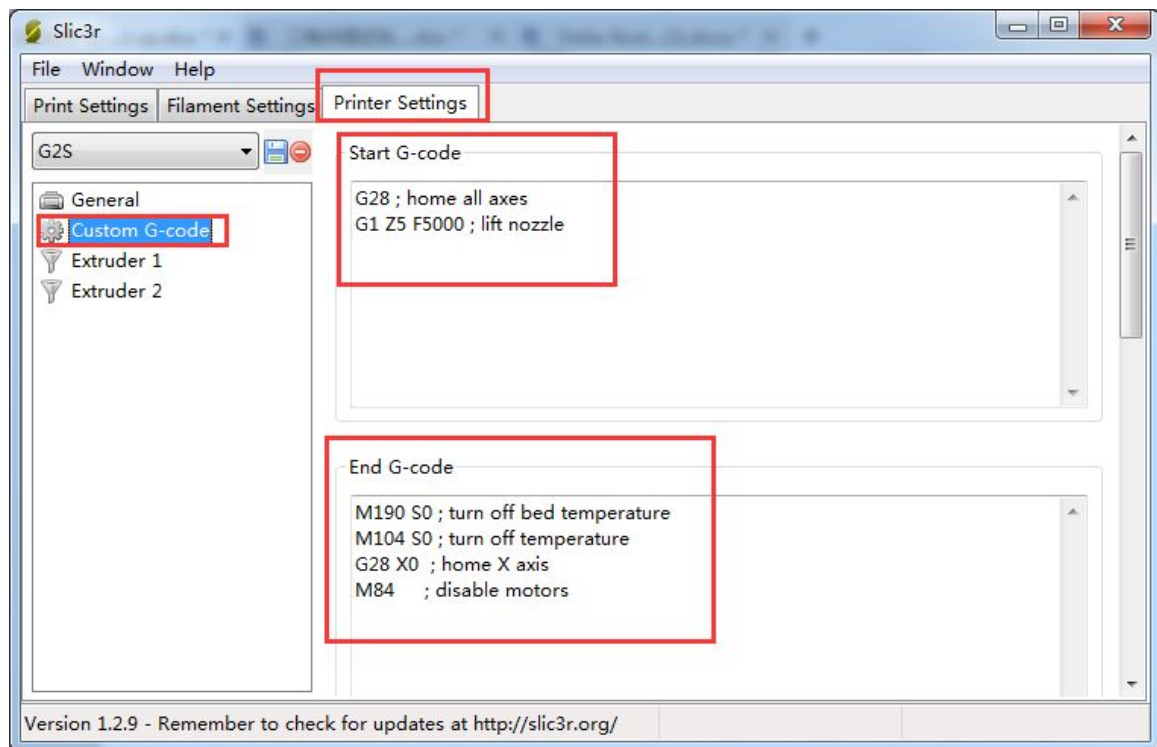 Slic3r
File Window Help
Print Settings Filament Settings Printer Settings
G2S
General
Custom G-code
Extruder 1
Extruder 2
Start G-code
G28 ; home all axes
G1 Z5 F5000 ; lift nozzle
End G-code
M190 S0 ; turn off bed temperature
M104 S0 ; turn off temperature
G28 X0 ; home X axis
M84 ; disable motors
Version 1.2.9 - Remember to check for updates at http://slic3r.org/